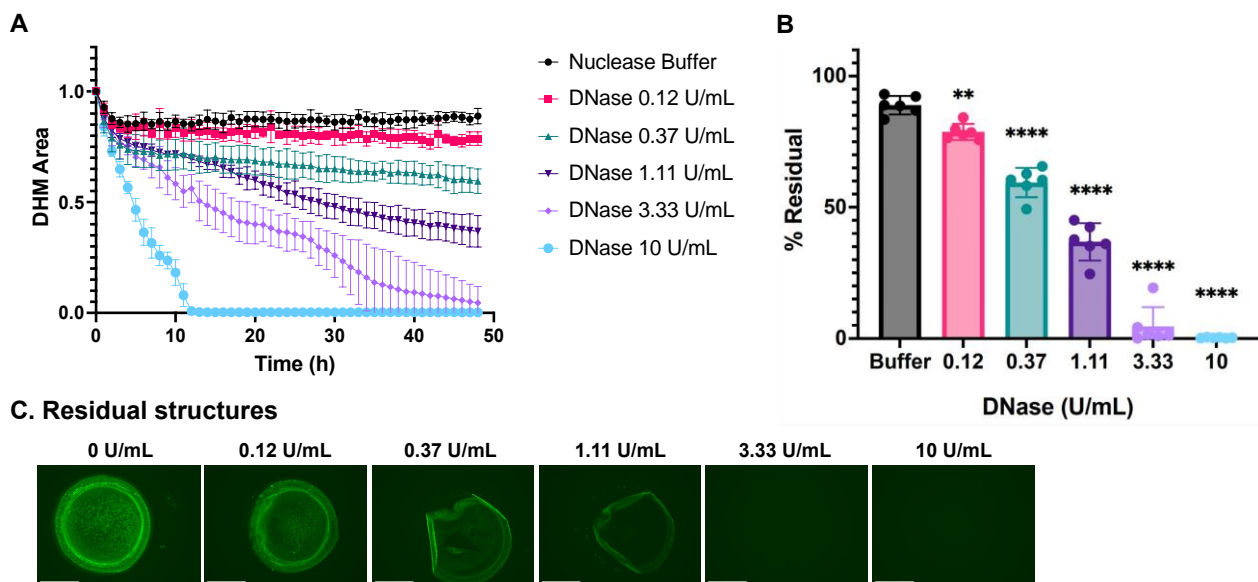 A
DHM Area
1.0
0.5
0.0
0 10 20 30 40 50
Time (h)
Nuclease Buffer
DNase 0.12 U/mL
DNase 0.37 U/mL
DNase 1.11 U/mL
DNase 3.33 U/mL
DNase 10 U/mL
B
% Residual
100
50
0
**
****
****
****
****
Buffer 0.12 0.37 1.11 3.33 10
DNase (U/mL)
C. Residual structures
0 U/mL 0.12 U/mL 0.37 U/mL 1.11 U/mL 3.33 U/mL 10 U/mL